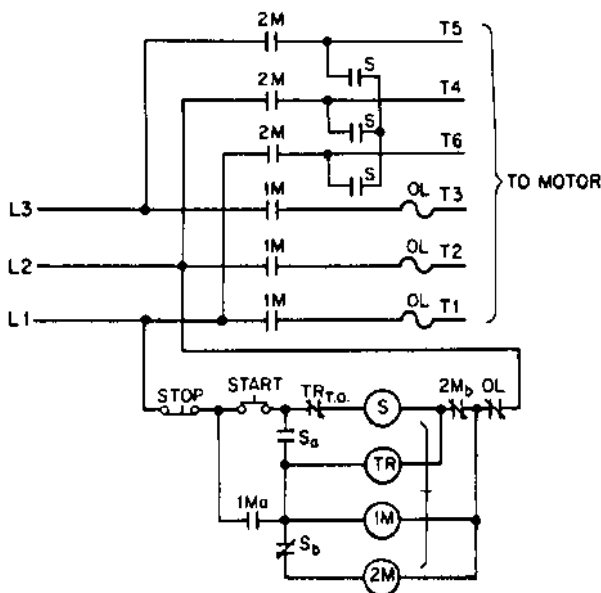 2M T5
S
2M T4
S
2M T6
S
TO MOTOR
L3 1M OL T3
L2 1M OL T2
L1 1M OL T1
STOP START TR T.O. S 2Mb OL
Sa
TR
1Ma 1M
Sb
2M